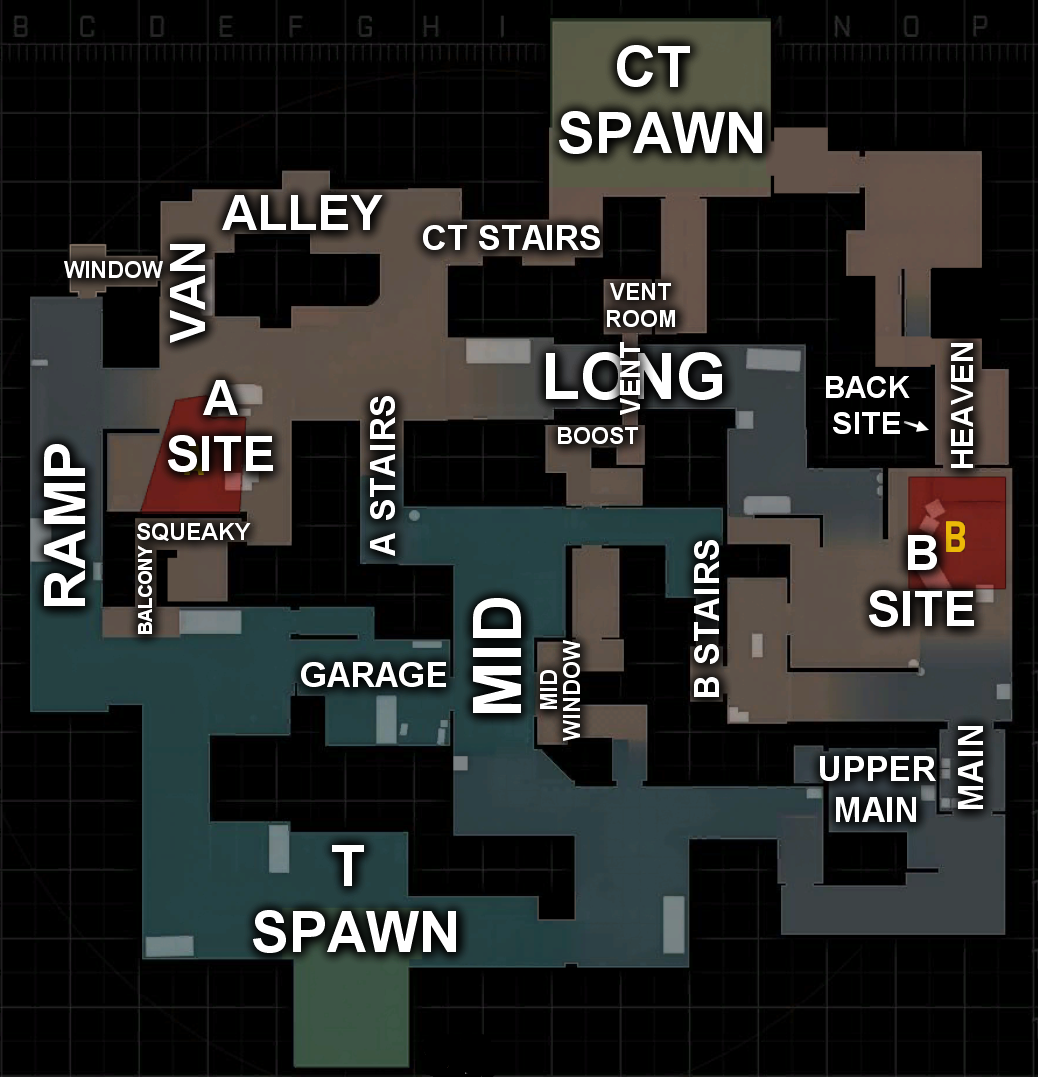 B C D E F G H I N O P
CT
SPAWN
ALLEY
CT STAIRS
WINDOW
VAN
VENT
ROOM
VENT
LONG
HEAVEN
BACK
SITE
A
SITE
A STAIRS
BOOST
RAMP
SQUEAKY
BALCONY
B
B
SITE
B STAIRS
MID
MID
WINDOW
GARAGE
UPPER
MAIN
MAIN
T
SPAWN